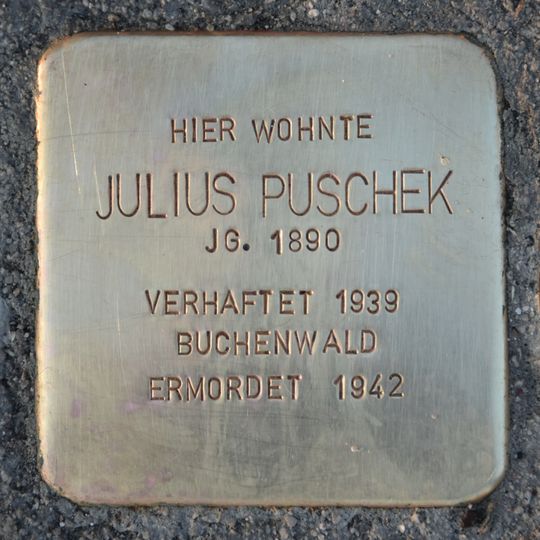 HIER WOHNTE
JULIUS PUSCHEK
JG. 1890
VERHAFTET 1939
BUCHENWALD
ERMORDET 1942